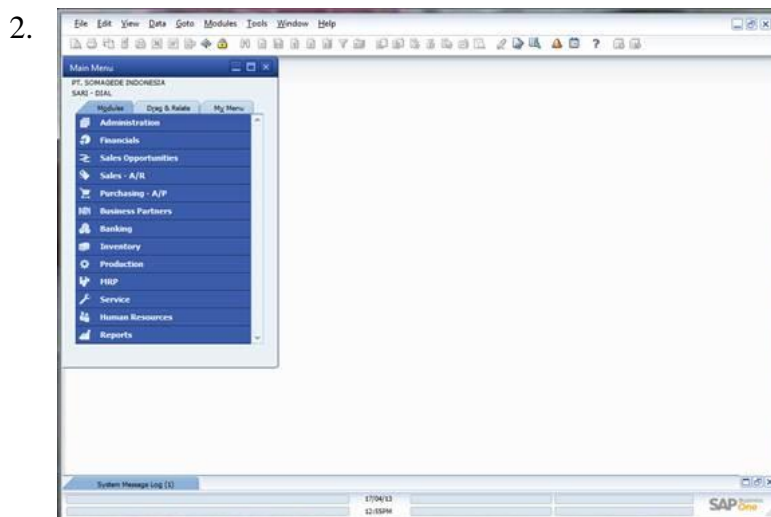 2.
File Edit View Data Goto Modules Tools Window Help
Main Menu
PT. SOMAGEDE INDONESIA
SARI - DIAL
Modules Drag & Relate My Menu
Administration
Financials
Sales Opportunities
Sales - A/R
Purchasing - A/P
Business Partners
Banking
Inventory
Production
MRP
Service
Human Resources
Reports
System Message Log (1)
17/04/13
12:55PM
SAP Business One